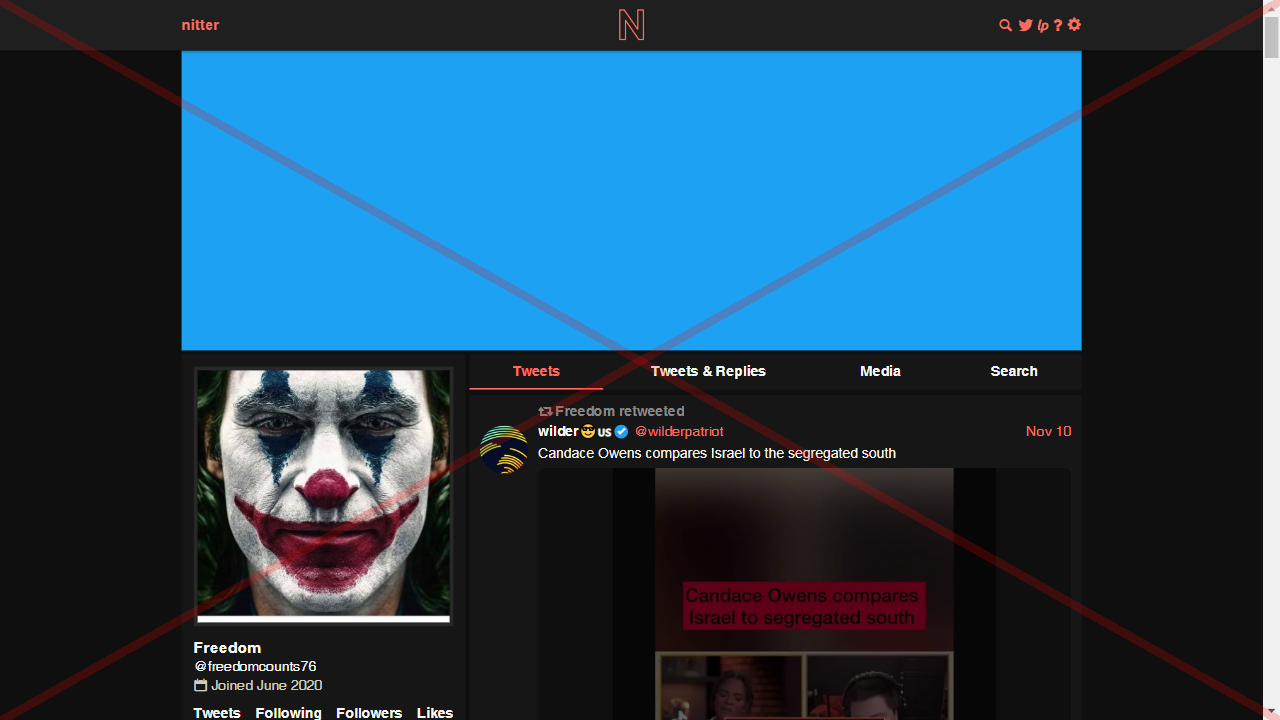 nitter
N
lp ?
Tweets Tweets & Replies Media Search
Freedom retweeted
wilder😎US @wilderpatriot Nov 10
Candace Owens compares Israel to the segregated south
Candace Owens compares
Israel to segregated south
Freedom
@freedomcounts76
Joined June 2020
Tweets Following Followers Likes